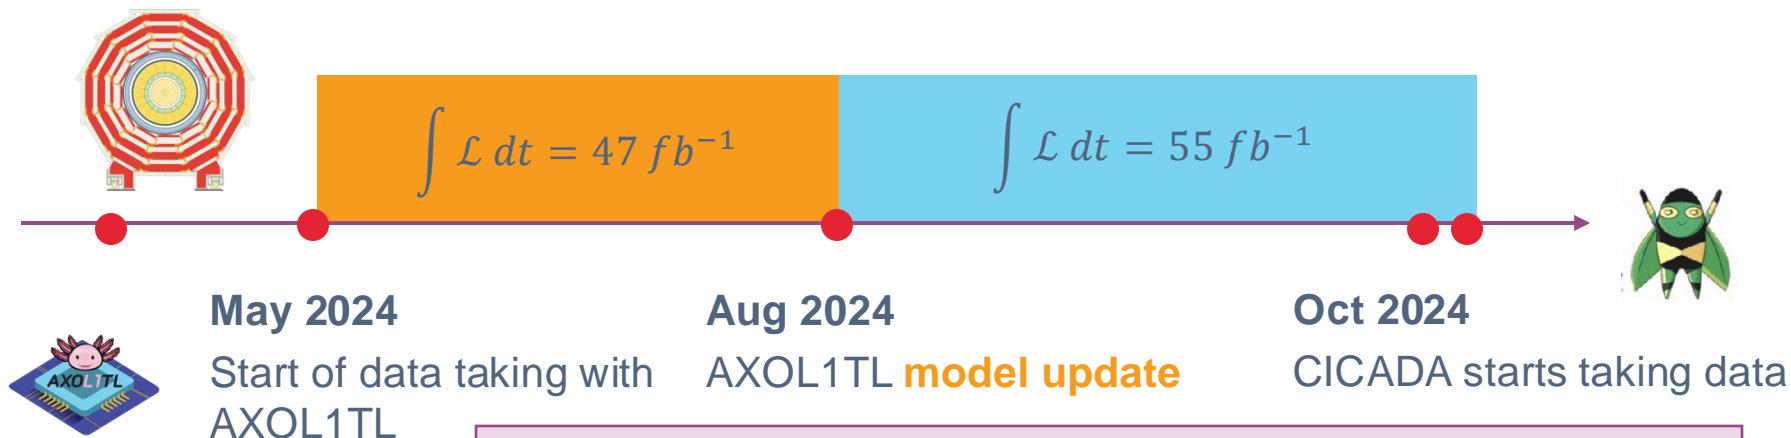 ∫ ℒ dt = 47 fb⁻¹
∫ ℒ dt = 55 fb⁻¹
May 2024
Start of data taking with
AXOL1TL
Aug 2024
AXOL1TL model update
Oct 2024
CICADA starts taking data
AXOL1TL